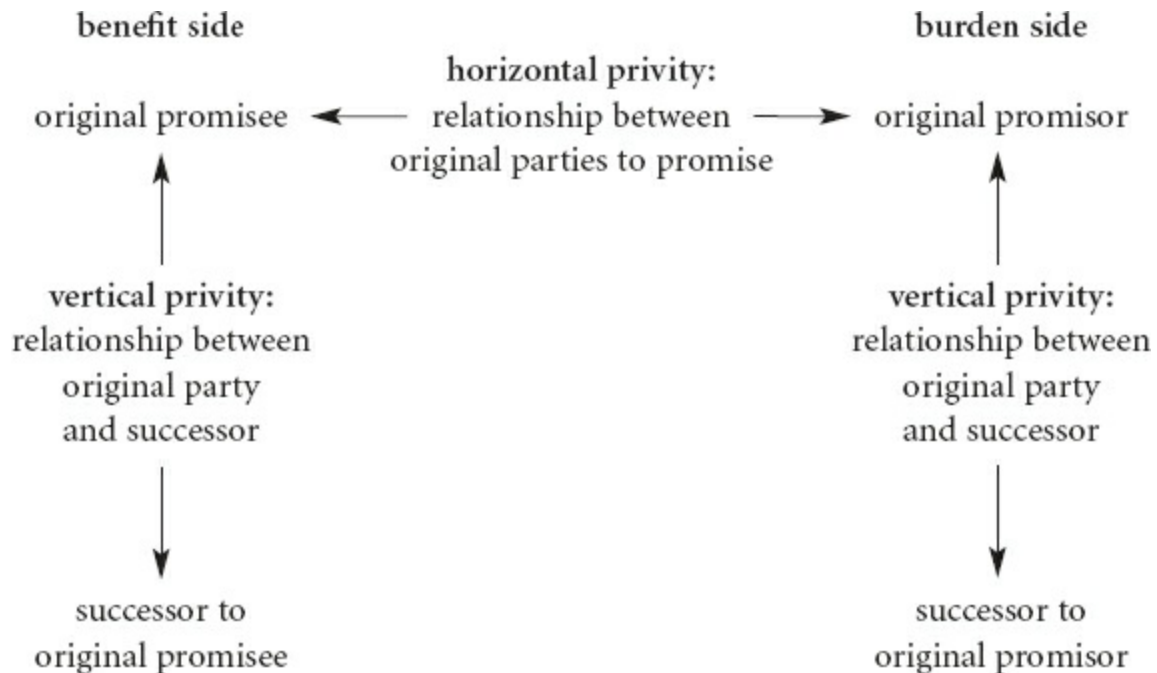 benefit side
burden side
horizontal privity:
original promisee
relationship between
original promisor
original parties to promise
vertical privity:
relationship between
original party
and successor
vertical privity:
relationship between
original party
and successor
successor to
original promisee
successor to
original promisor